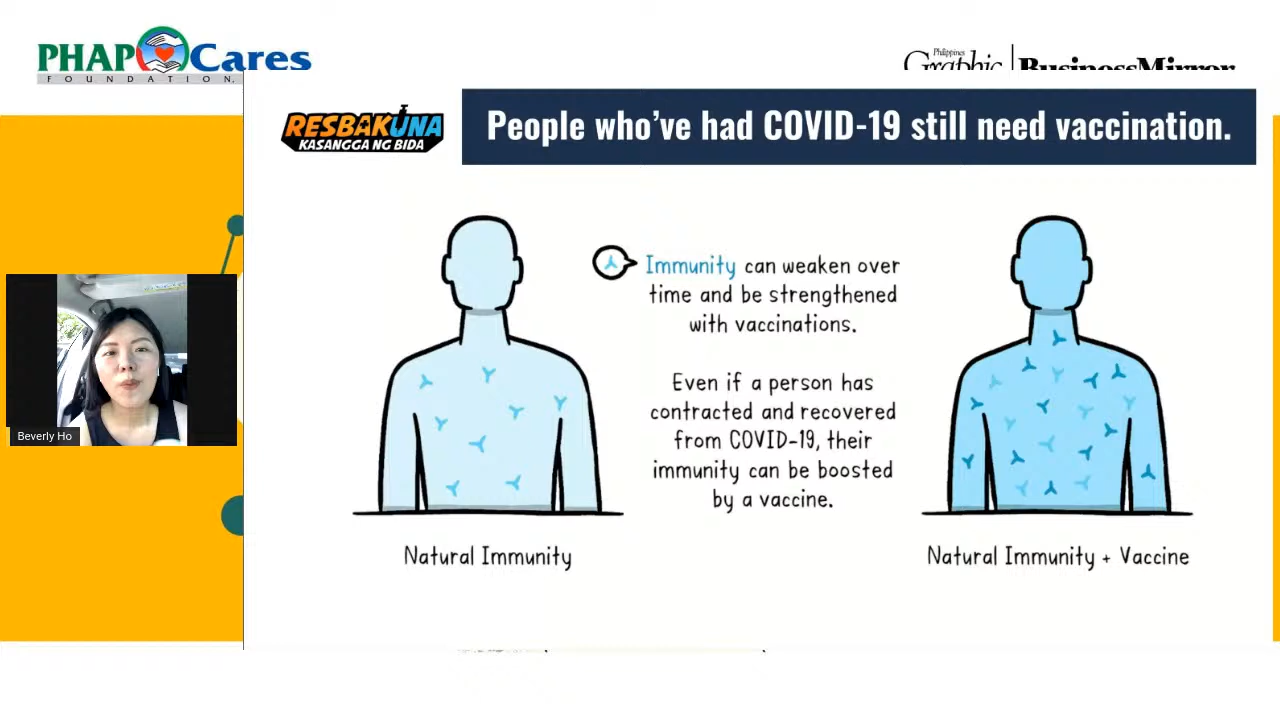 PHAP Cares
FOUNDATION.
Philippines
Graphic
BusinessMirror
RESBAKUNA
KASANGGA NG BIDA
People who've had COVID-19 still need vaccination.
Immunity can weaken over
time and be strengthened
with vaccinations.
Even if a person has
contracted and recovered
from COVID-19, their
immunity can be boosted
by a vaccine.
Natural Immunity
Natural Immunity + Vaccine
Beverly Ho